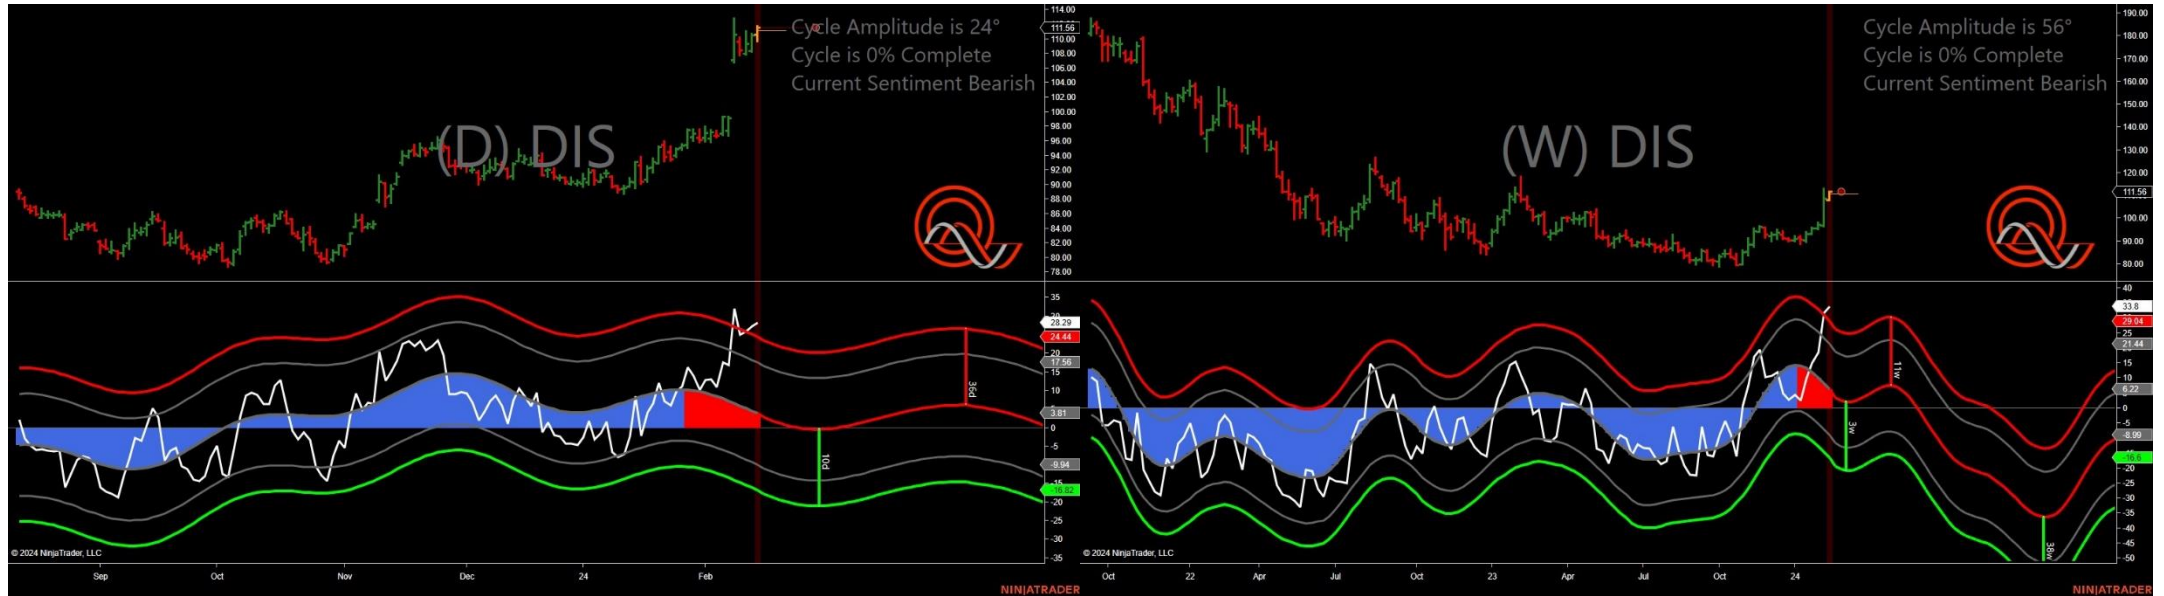 Cycle Amplitude is 24°
Cycle is 0% Complete
Current Sentiment Bearish
(D) DIS
114.00
111.56
110.00
108.00
106.00
104.00
102.00
100.00
98.00
96.00
94.00
92.00
90.00
88.00
86.00
84.00
82.00
80.00
78.00
35
28.29
24.44
20
17.56
15
10
3.81
0
-5
-9.94
-15
-16.82
-20
-25
-30
-35
36d
10d
© 2024 NinjaTrader, LLC
Sep
Oct
Nov
Dec
24
Feb
NINJATRADER
Cycle Amplitude is 56°
Cycle is 0% Complete
Current Sentiment Bearish
(W) DIS
190.00
180.00
170.00
160.00
150.00
140.00
130.00
120.00
111.56
100.00
90.00
80.00
40
33.8
29.04
21.44
15
10
6.22
0
-5
-8.99
-16.6
-20
-25
-30
-35
-40
-45
-50
11w
3w
38w
© 2024 NinjaTrader, LLC
Oct
22
Apr
Jul
Oct
23
Apr
Jul
Oct
24
NINJATRADER